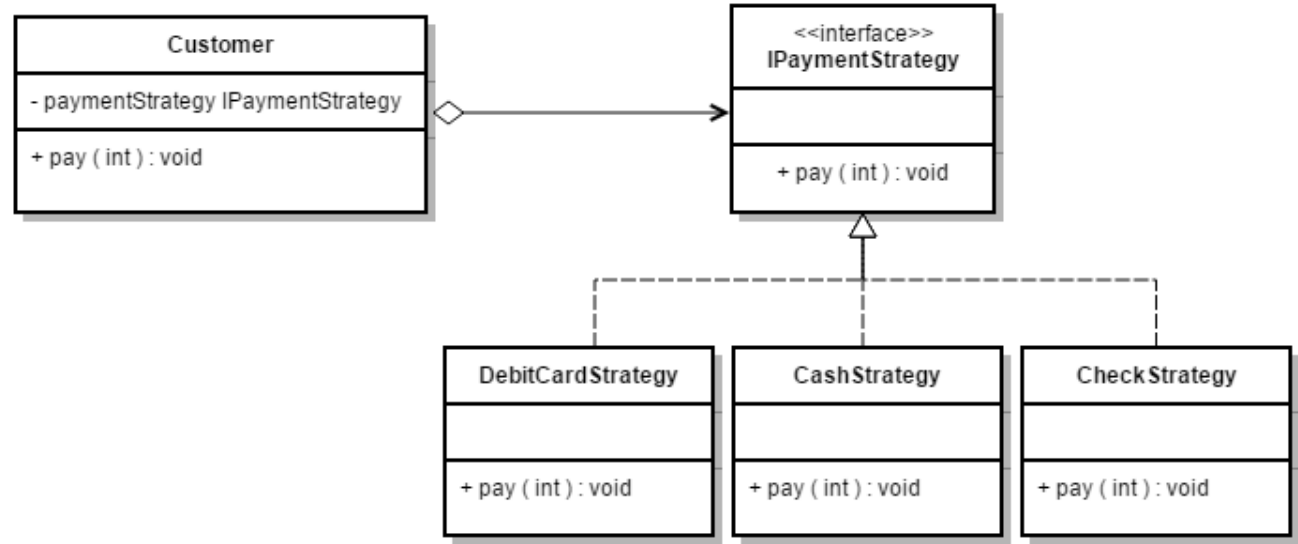 Customer
- paymentStrategy IPaymentStrategy
+ pay ( int ) : void
<<interface>>
IPaymentStrategy
+ pay ( int ) : void
DebitCardStrategy
+ pay ( int ) : void
CashStrategy
+ pay ( int ) : void
CheckStrategy
+ pay ( int ) : void